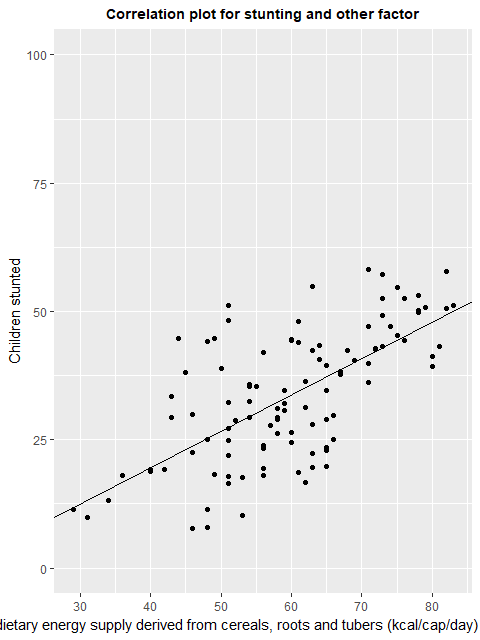 Correlation plot for stunting and other factor
100
75
50
25
0
Children stunted
30 40 50 60 70 80
dietary energy supply derived from cereals, roots and tubers (kcal/cap/day)